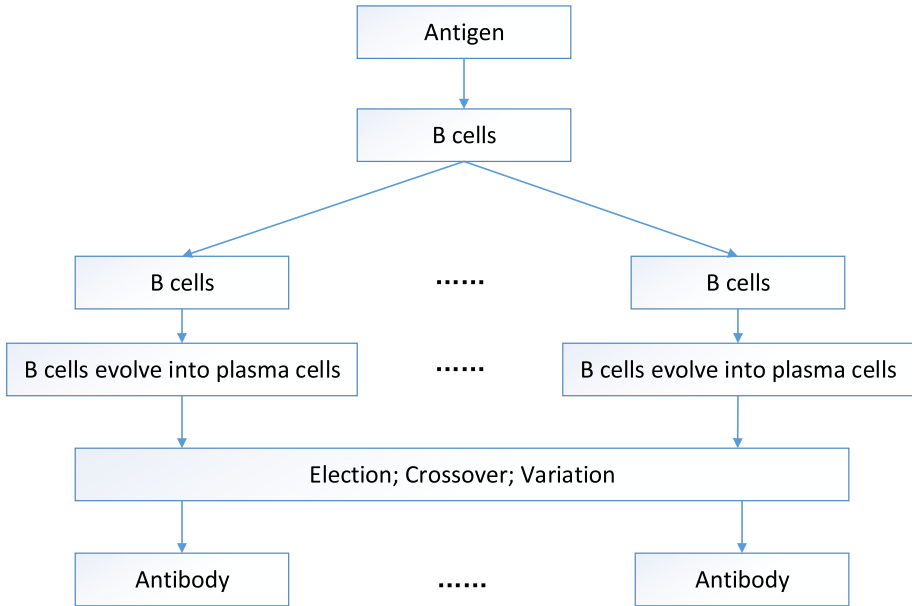 Antigen
B cells
B cells
......
B cells
B cells evolve into plasma cells
......
B cells evolve into plasma cells
Election; Crossover; Variation
Antibody
......
Antibody